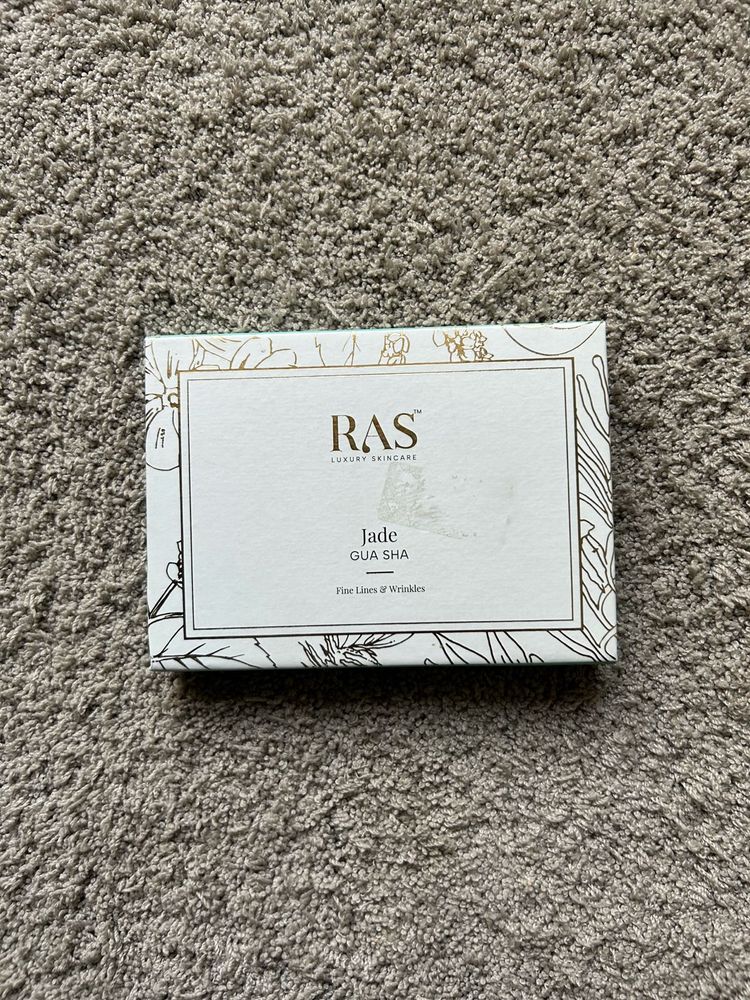 RAS™
LUXURY SKINCARE
Jade
GUA SHA
Fine Lines & Wrinkles